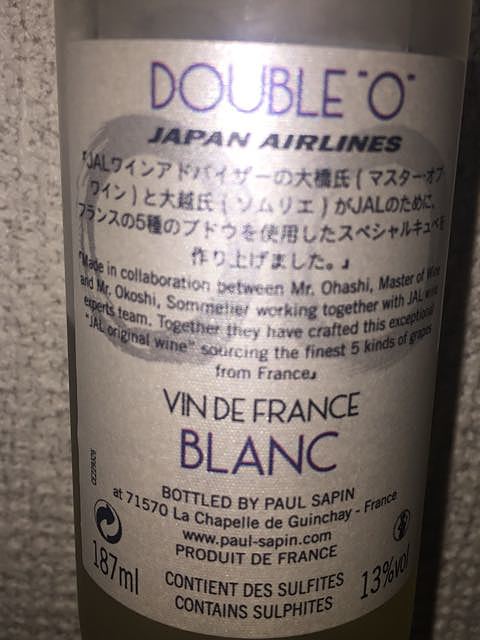 DOUBLE "O"
JAPAN AIRLINES
『JALワインアドバイザーの大橋氏(マスター・オブ・
ワイン)と大越氏(ソムリエ)がJALのために、
フランスの5種のブドウを使用したスペシャルキュベを
作り上げました。』
『Made in collaboration between Mr. Ohashi, Master of Wine
and Mr. Okoshi, Sommelier working together with JAL wine
experts team. Together they have crafted this exceptional
"JAL original wine" sourcing the finest 5 kinds of grapes
from France』
VIN DE FRANCE
BLANC
BOTTLED BY PAUL SAPIN
at 71570 La Chapelle de Guinchay - France
www.paul-sapin.com
PRODUIT DE FRANCE
187ml
CONTIENT DES SULFITES
13%vol
CONTAINS SULPHITES